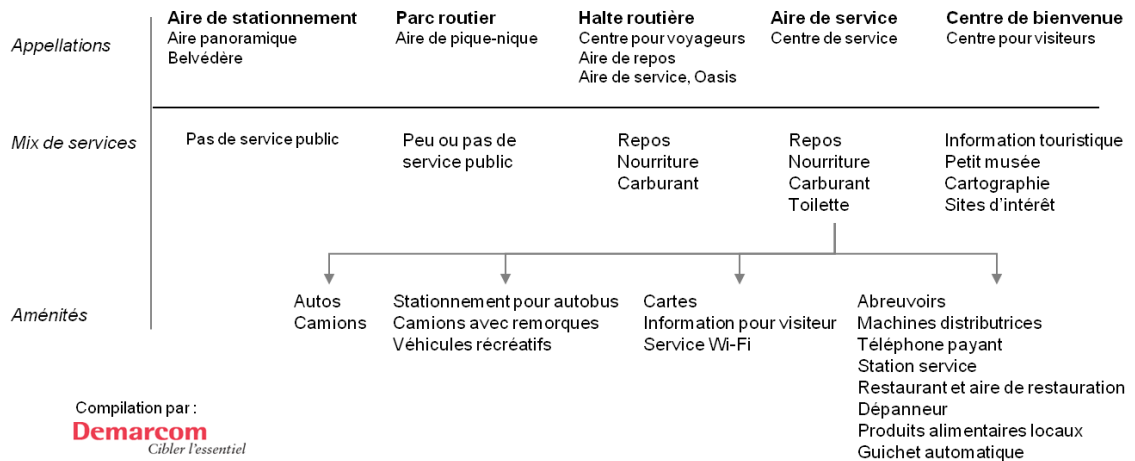 Appellations
Aire de stationnement
Aire panoramique
Belvédère
Parc routier
Aire de pique-nique
Halte routière
Centre pour voyageurs
Aire de repos
Aire de service, Oasis
Aire de service
Centre de service
Centre de bienvenue
Centre pour visiteurs
Mix de services
Pas de service public
Peu ou pas de
service public
Repos
Nourriture
Carburant
Repos
Nourriture
Carburant
Toilette
Information touristique
Petit musée
Cartographie
Sites d'intérêt
Aménités
Autos
Camions
Stationnement pour autobus
Camions avec remorques
Véhicules récréatifs
Cartes
Information pour visiteur
Service Wi-Fi
Abreuvoirs
Machines distributrices
Téléphone payant
Station service
Restaurant et aire de restauration
Dépanneur
Produits alimentaires locaux
Guichet automatique
Compilation par :
Demarcom
Cibler l'essentiel